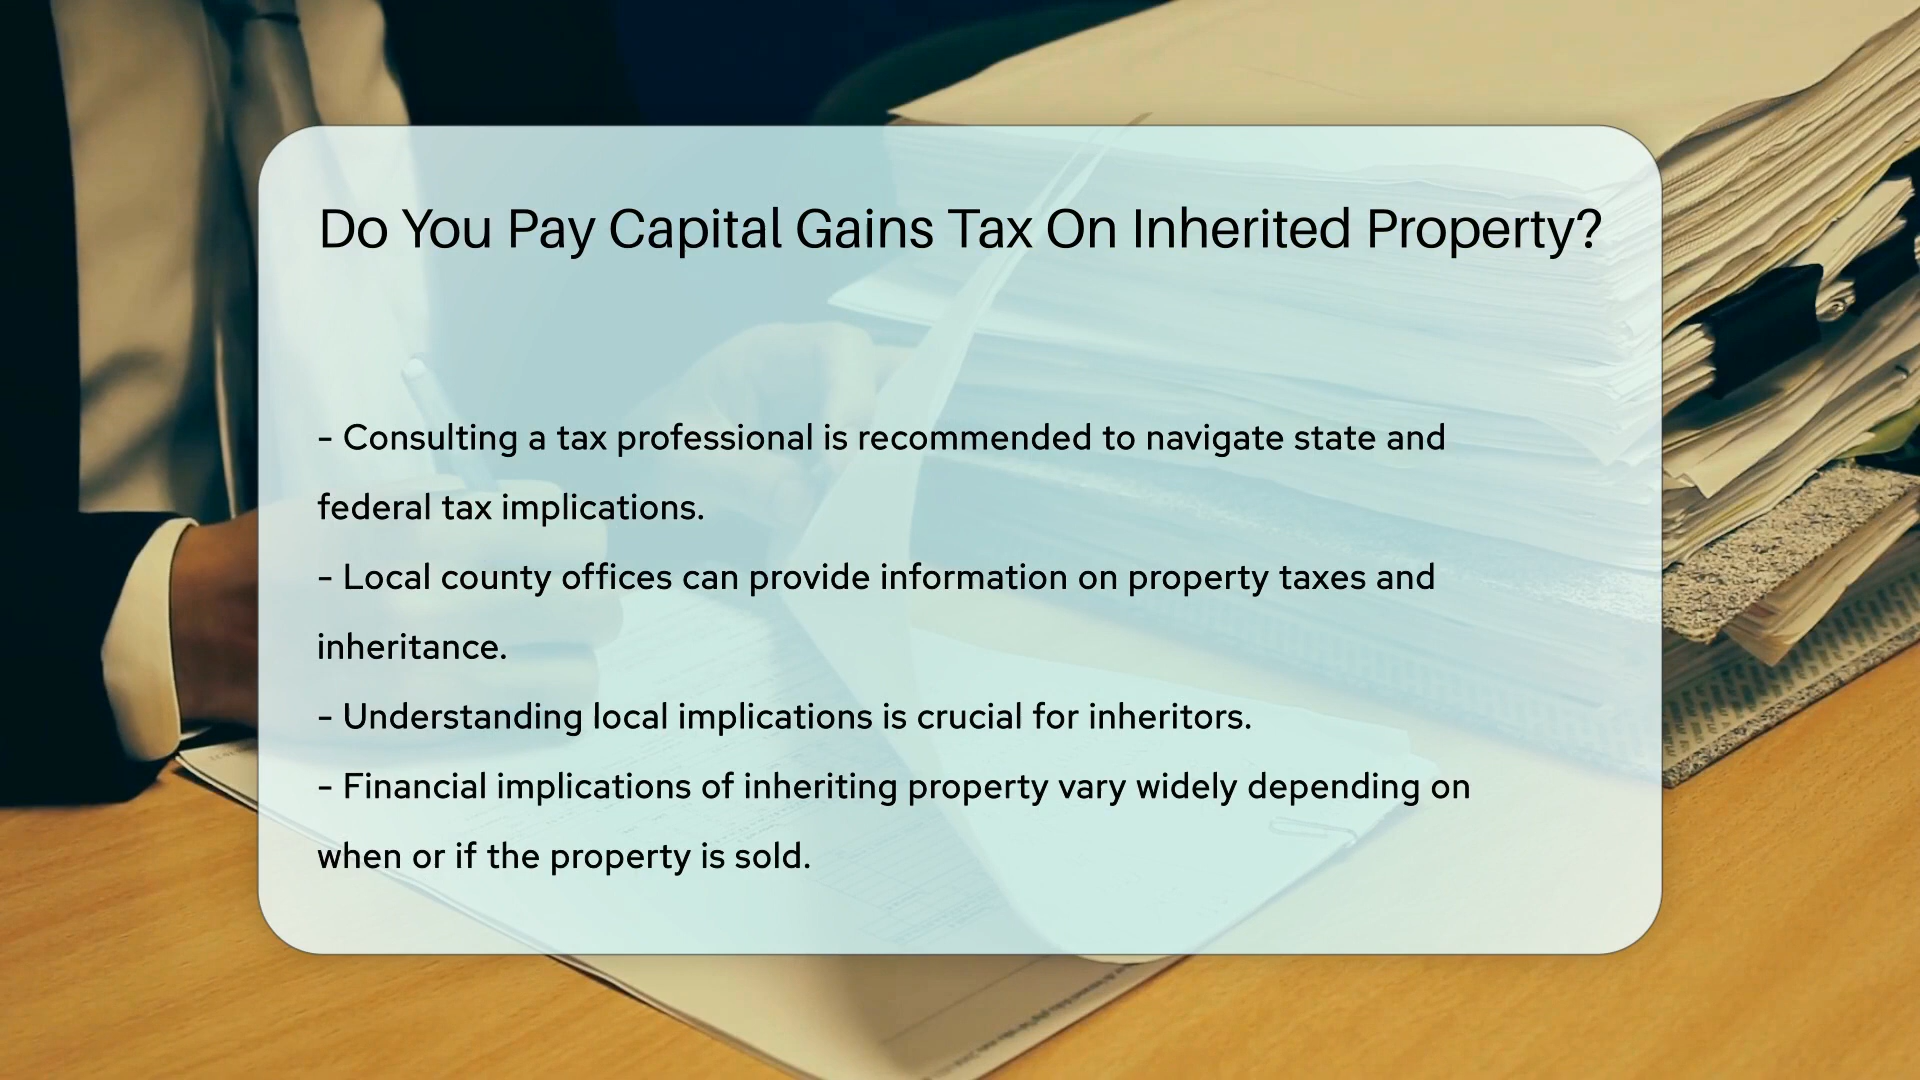 Do You Pay Capital Gains Tax On Inherited Property?
– Consulting a tax professional is recommended to navigate state and
federal tax implications.
– Local county offices can provide information on property taxes and
inheritance.
– Understanding local implications is crucial for inheritors.
– Financial implications of inheriting property vary widely depending on
when or if the property is sold.